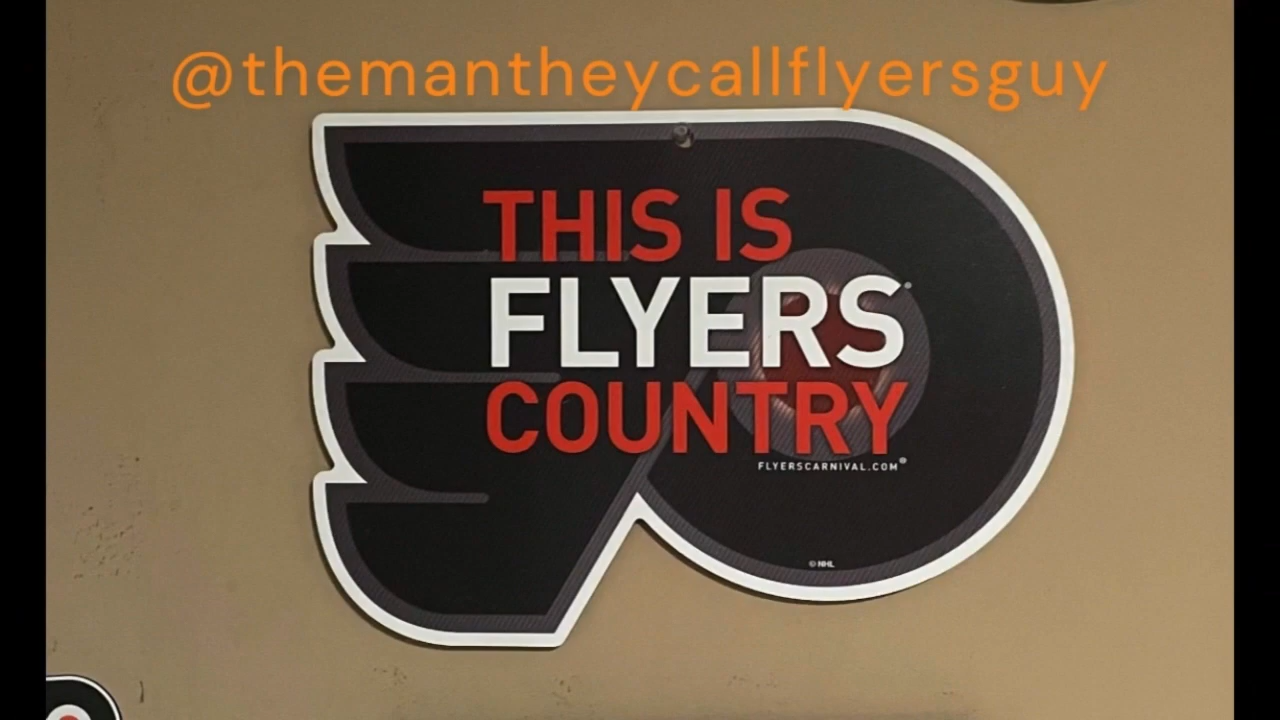 @themantheycallflyersguy
THIS IS
FLYERS®
COUNTRY
FLYERSCARNIVAL.COM®
© NHL